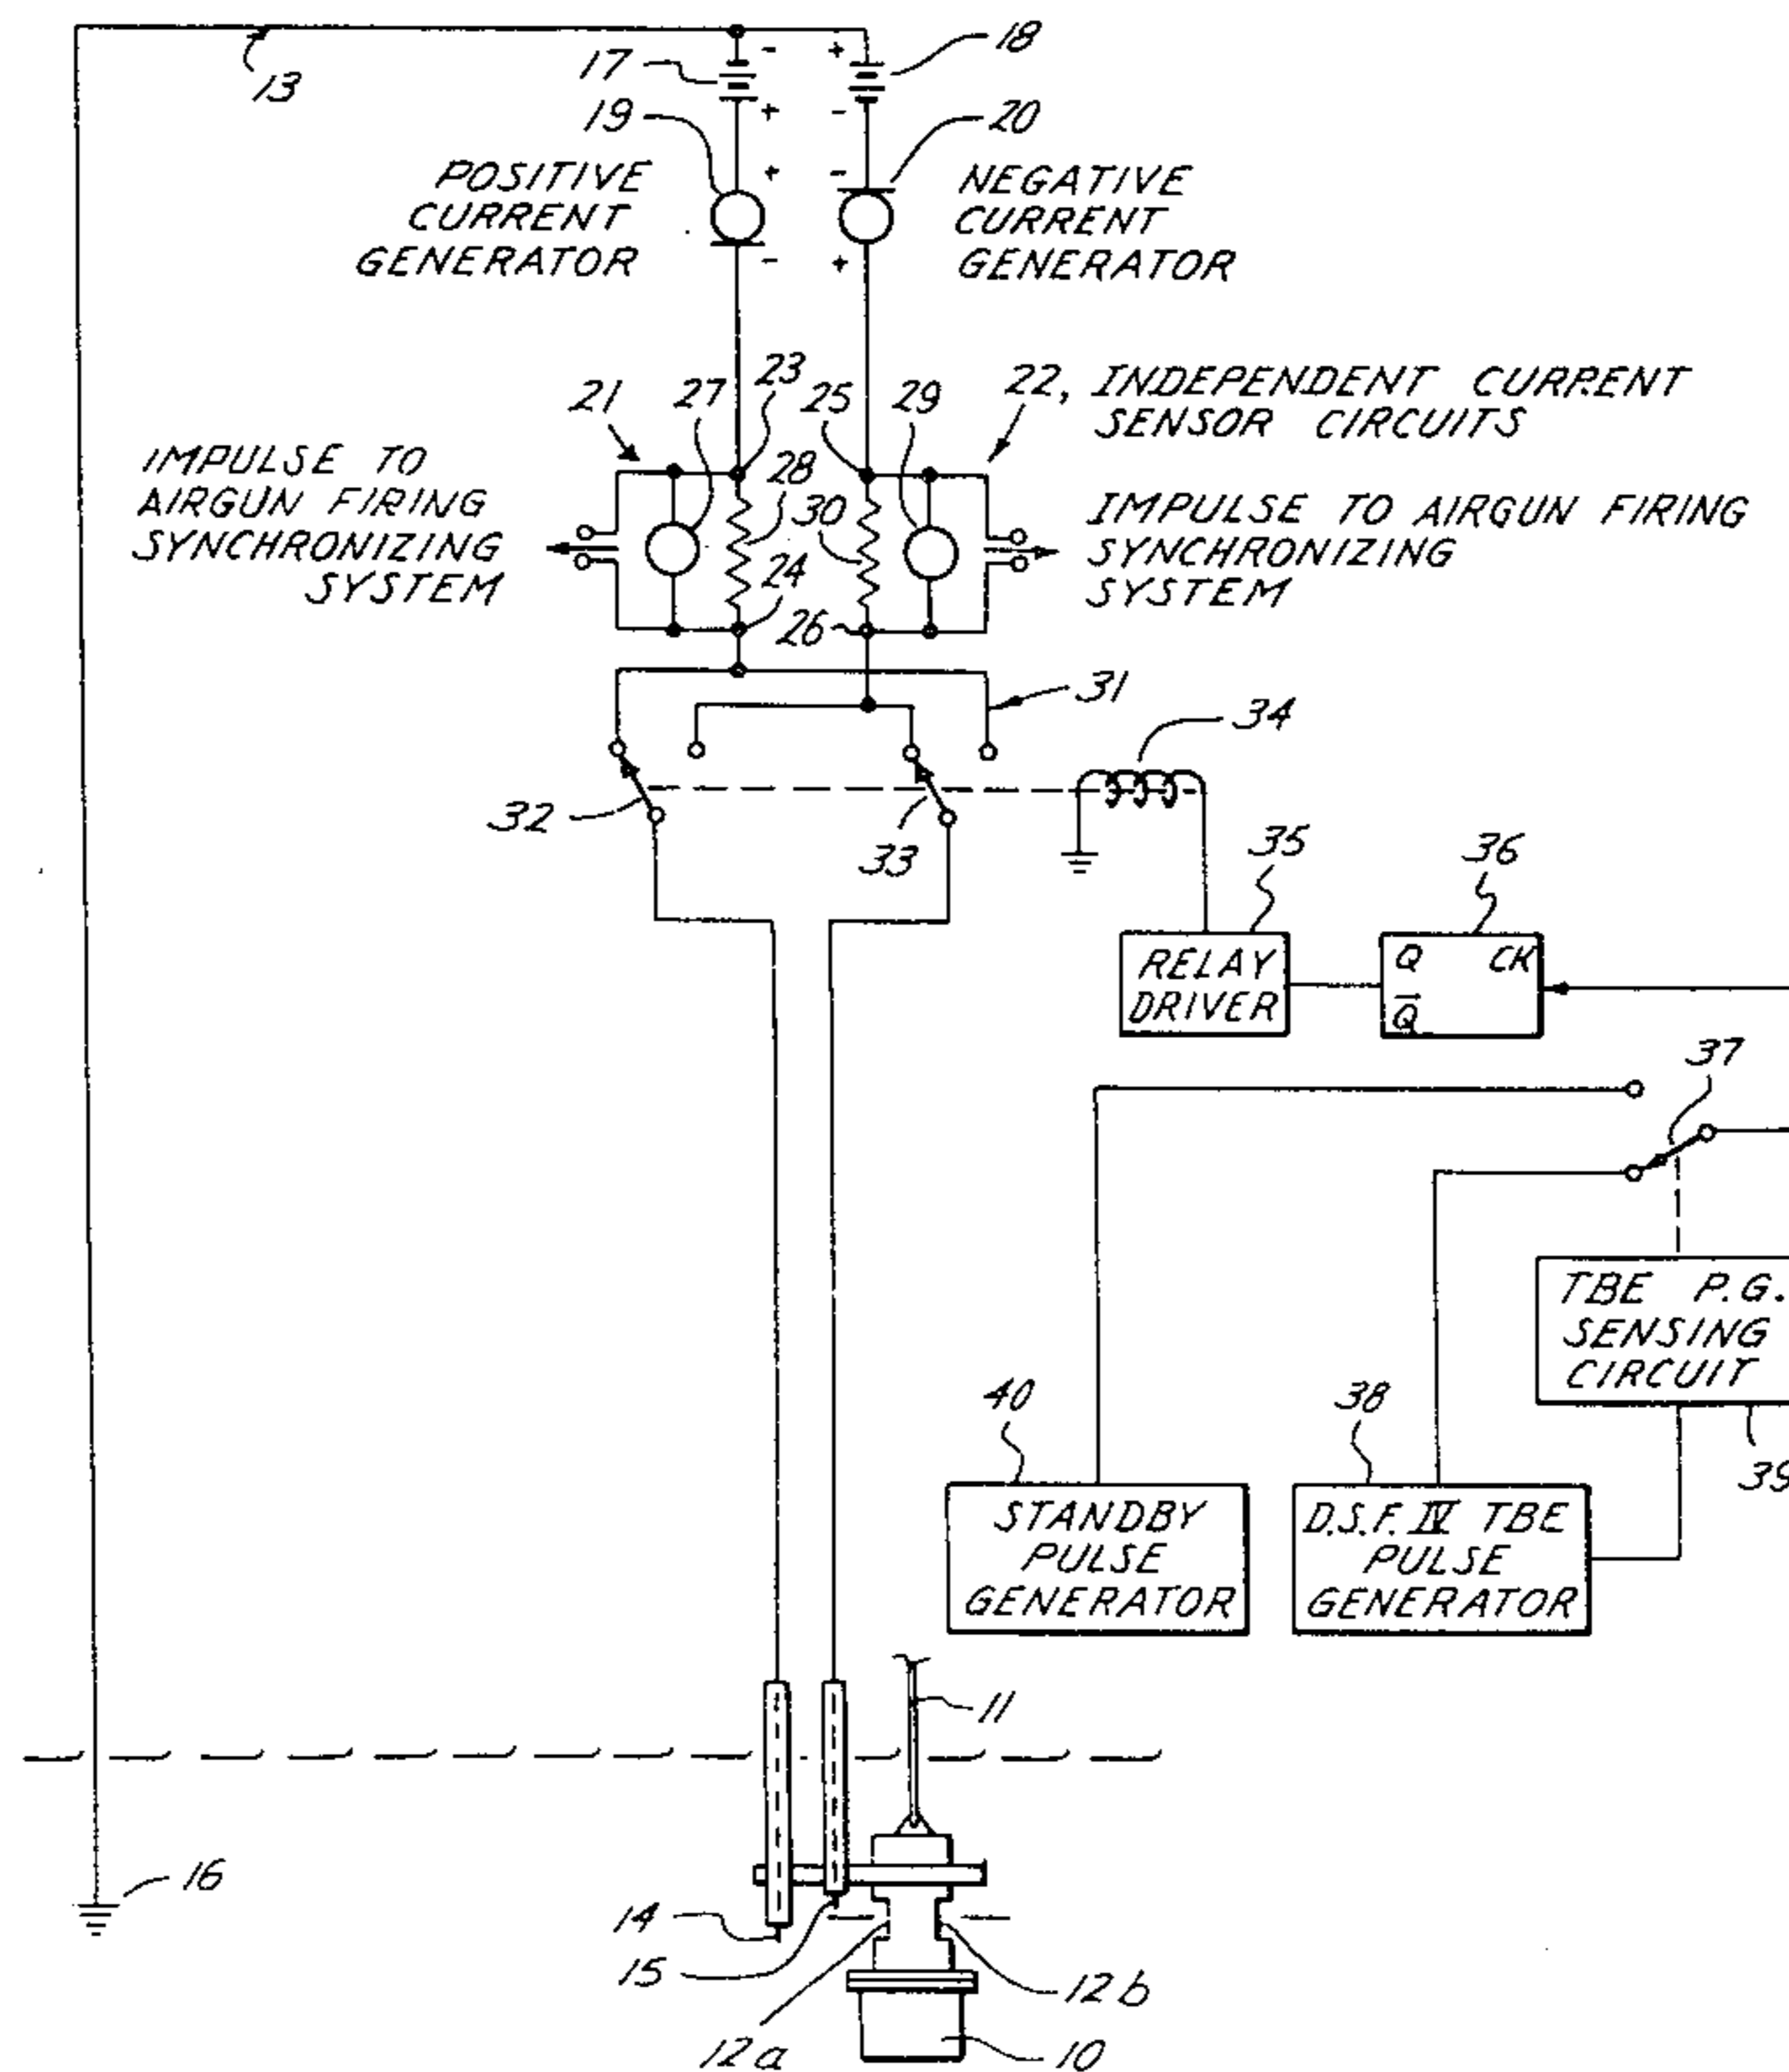 13
17
-
+
18
19
+
-
20
POSITIVE
CURRENT
GENERATOR
+
-
NEGATIVE
CURRENT
GENERATOR
-
+
21
27
23
25
29
22, INDEPENDENT CURRENT
SENSOR CIRCUITS
IMPULSE TO
AIRGUN FIRING
SYNCHRONIZING
SYSTEM
28
30
24
26
IMPULSE TO AIRGUN FIRING
SYNCHRONIZING
SYSTEM
31
34
32
33
35
36
RELAY
DRIVER
Q CK
Q̅
37
TBE P.G.
SENSING
CIRCUIT
40
38
39
STANDBY
PULSE
GENERATOR
D.S.F. IV TBE
PULSE
GENERATOR
11
16
14
15
12b
12a
10